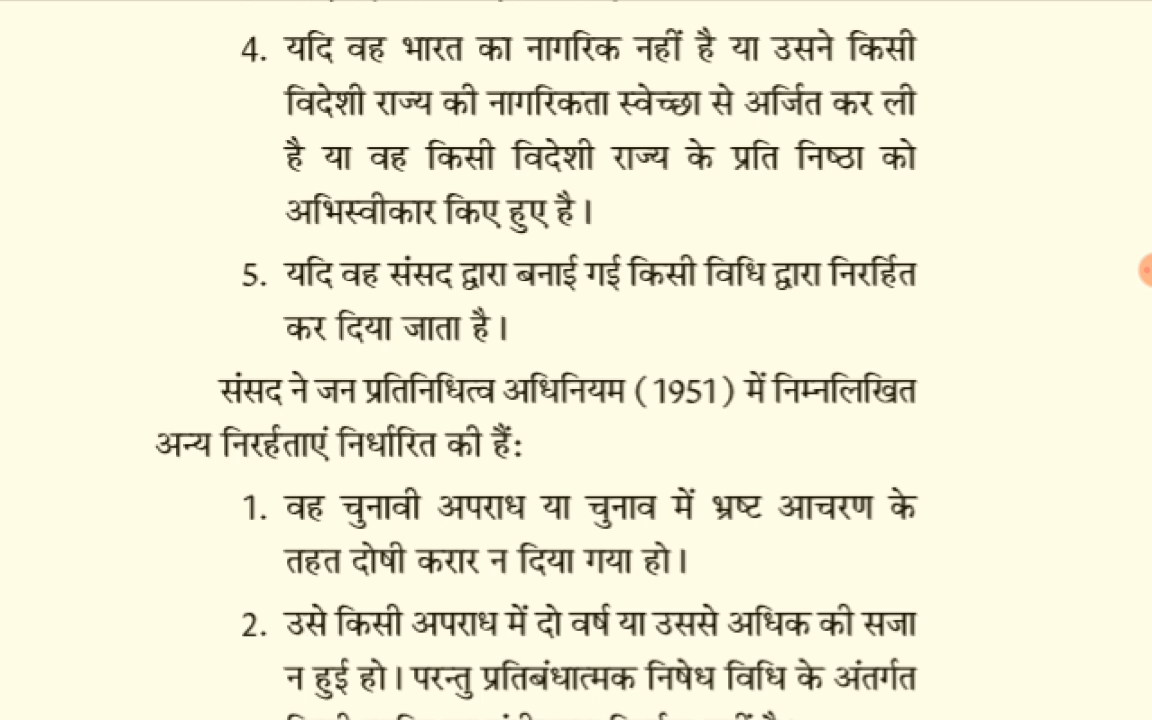 4. यदि वह भारत का नागरिक नहीं है या उसने किसी
विदेशी राज्य की नागरिकता स्वेच्छा से अर्जित कर ली
है या वह किसी विदेशी राज्य के प्रति निष्ठा को
अभिस्वीकार किए हुए है।
5. यदि वह संसद द्वारा बनाई गई किसी विधि द्वारा निरर्हित
कर दिया जाता है।
संसद ने जन प्रतिनिधित्व अधिनियम (1951) में निम्नलिखित
अन्य निरर्हताएं निर्धारित की हैं:
1. वह चुनावी अपराध या चुनाव में भ्रष्ट आचरण के
तहत दोषी करार न दिया गया हो।
2. उसे किसी अपराध में दो वर्ष या उससे अधिक की सजा
न हुई हो। परन्तु प्रतिबंधात्मक निषेध विधि के अंतर्गत